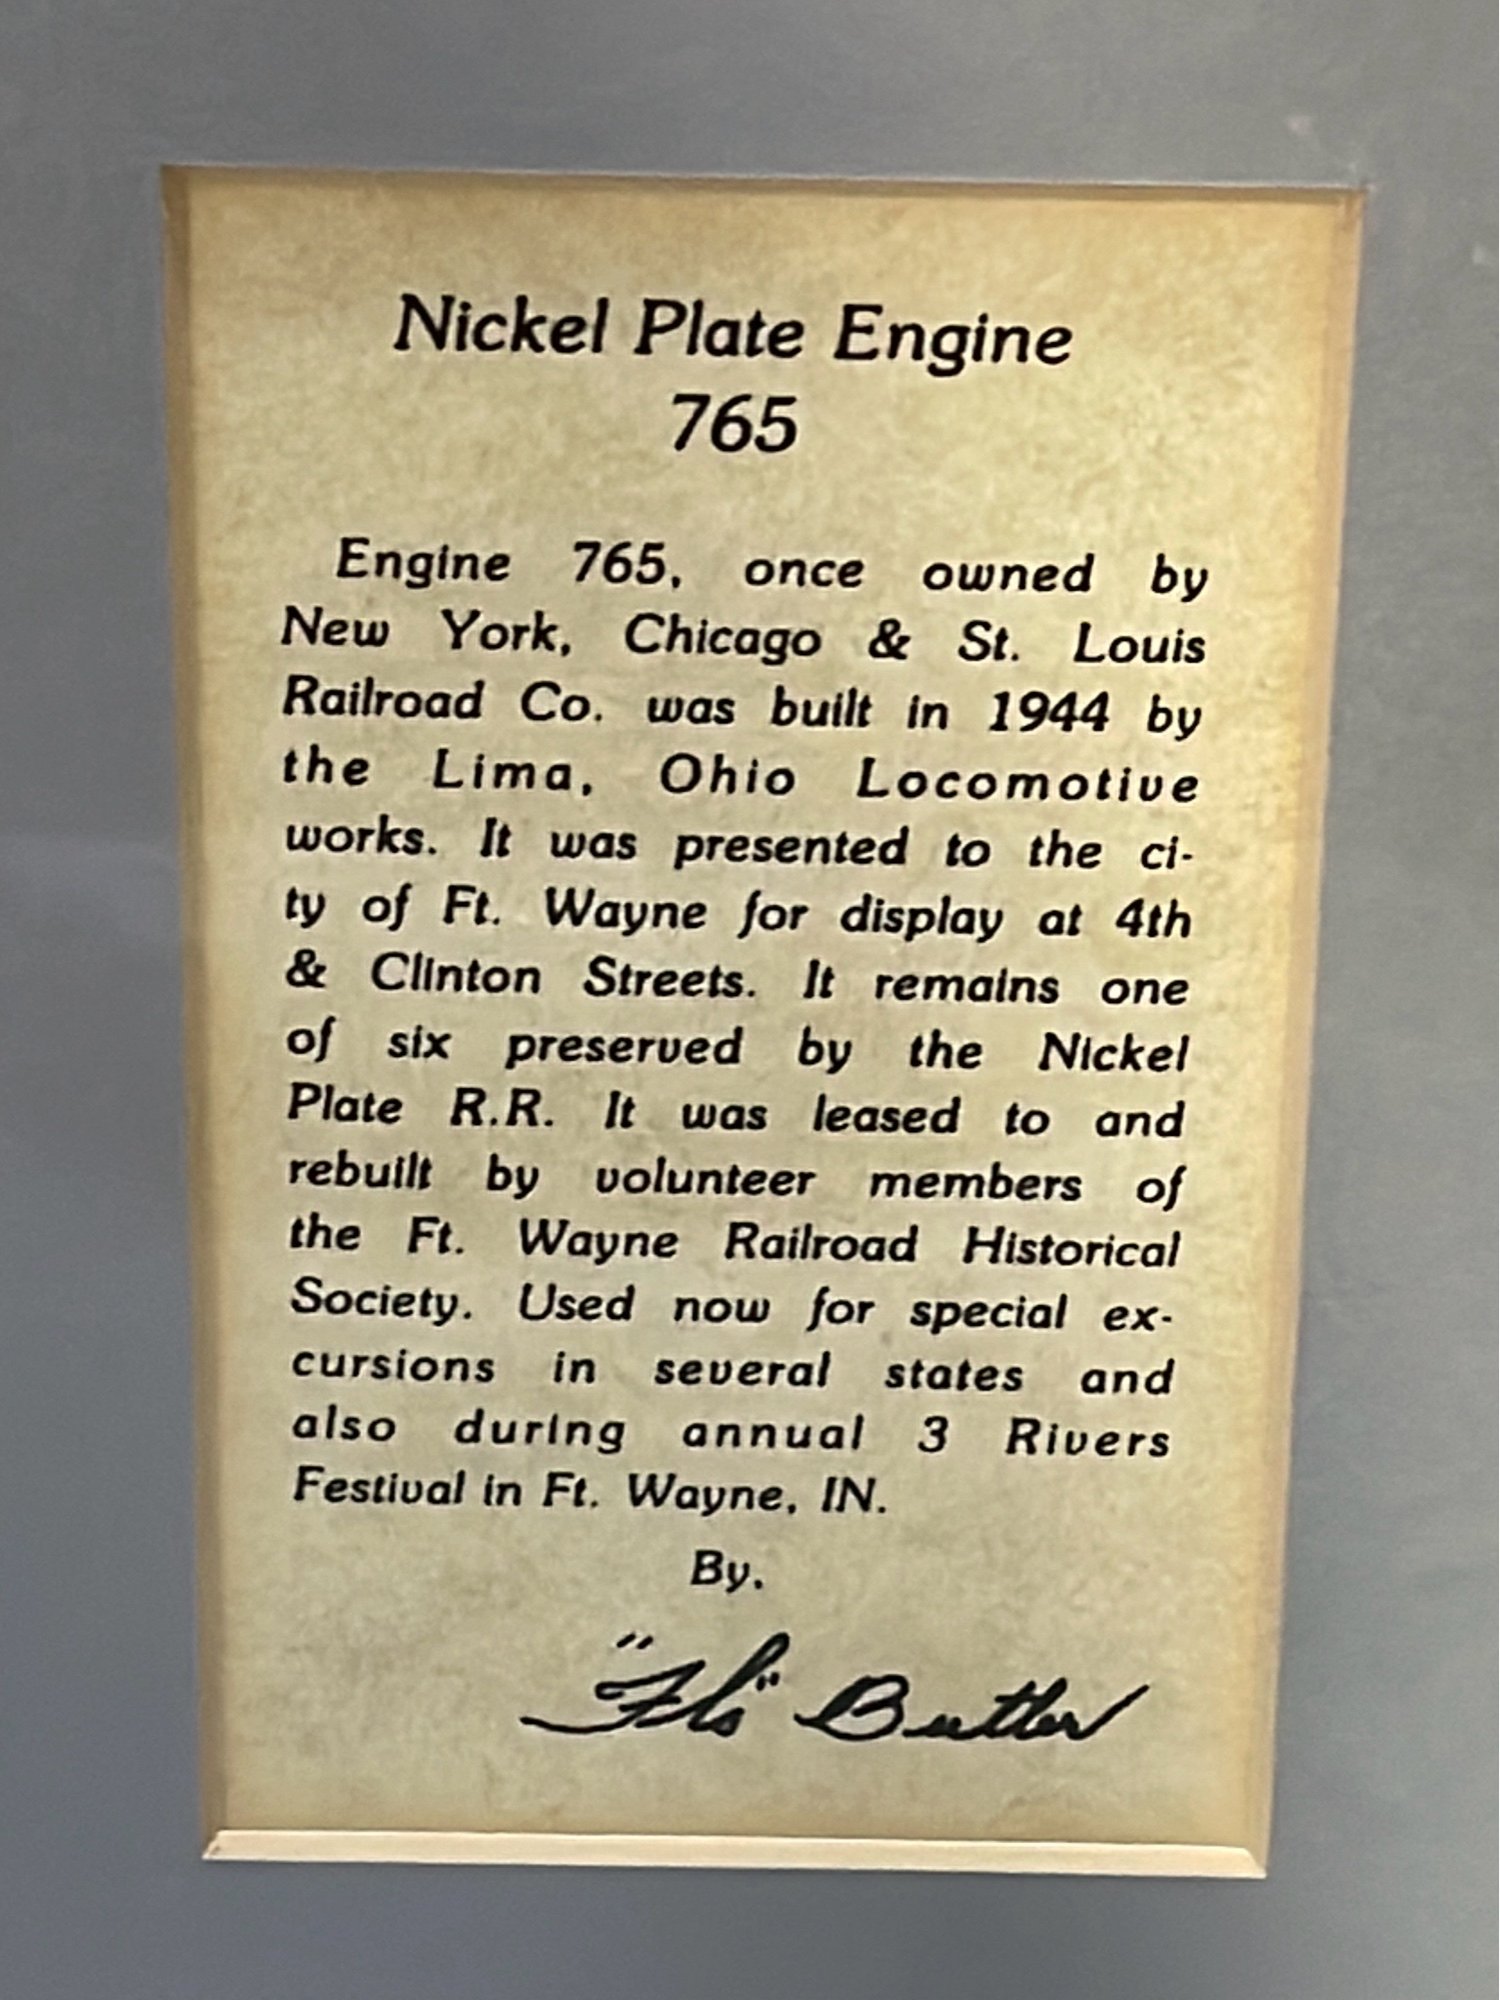 Nickel Plate Engine
765
Engine 765, once owned by
New York, Chicago & St. Louis
Railroad Co. was built in 1944 by
the Lima, Ohio Locomotive
works. It was presented to the ci-
ty of Ft. Wayne for display at 4th
& Clinton Streets. It remains one
of six preserved by the Nickel
Plate R.R. It was leased to and
rebuilt by volunteer members of
the Ft. Wayne Railroad Historical
Society. Used now for special ex-
cursions in several states and
also during annual 3 Rivers
Festival in Ft. Wayne, IN.
By.
"Flo" Butler